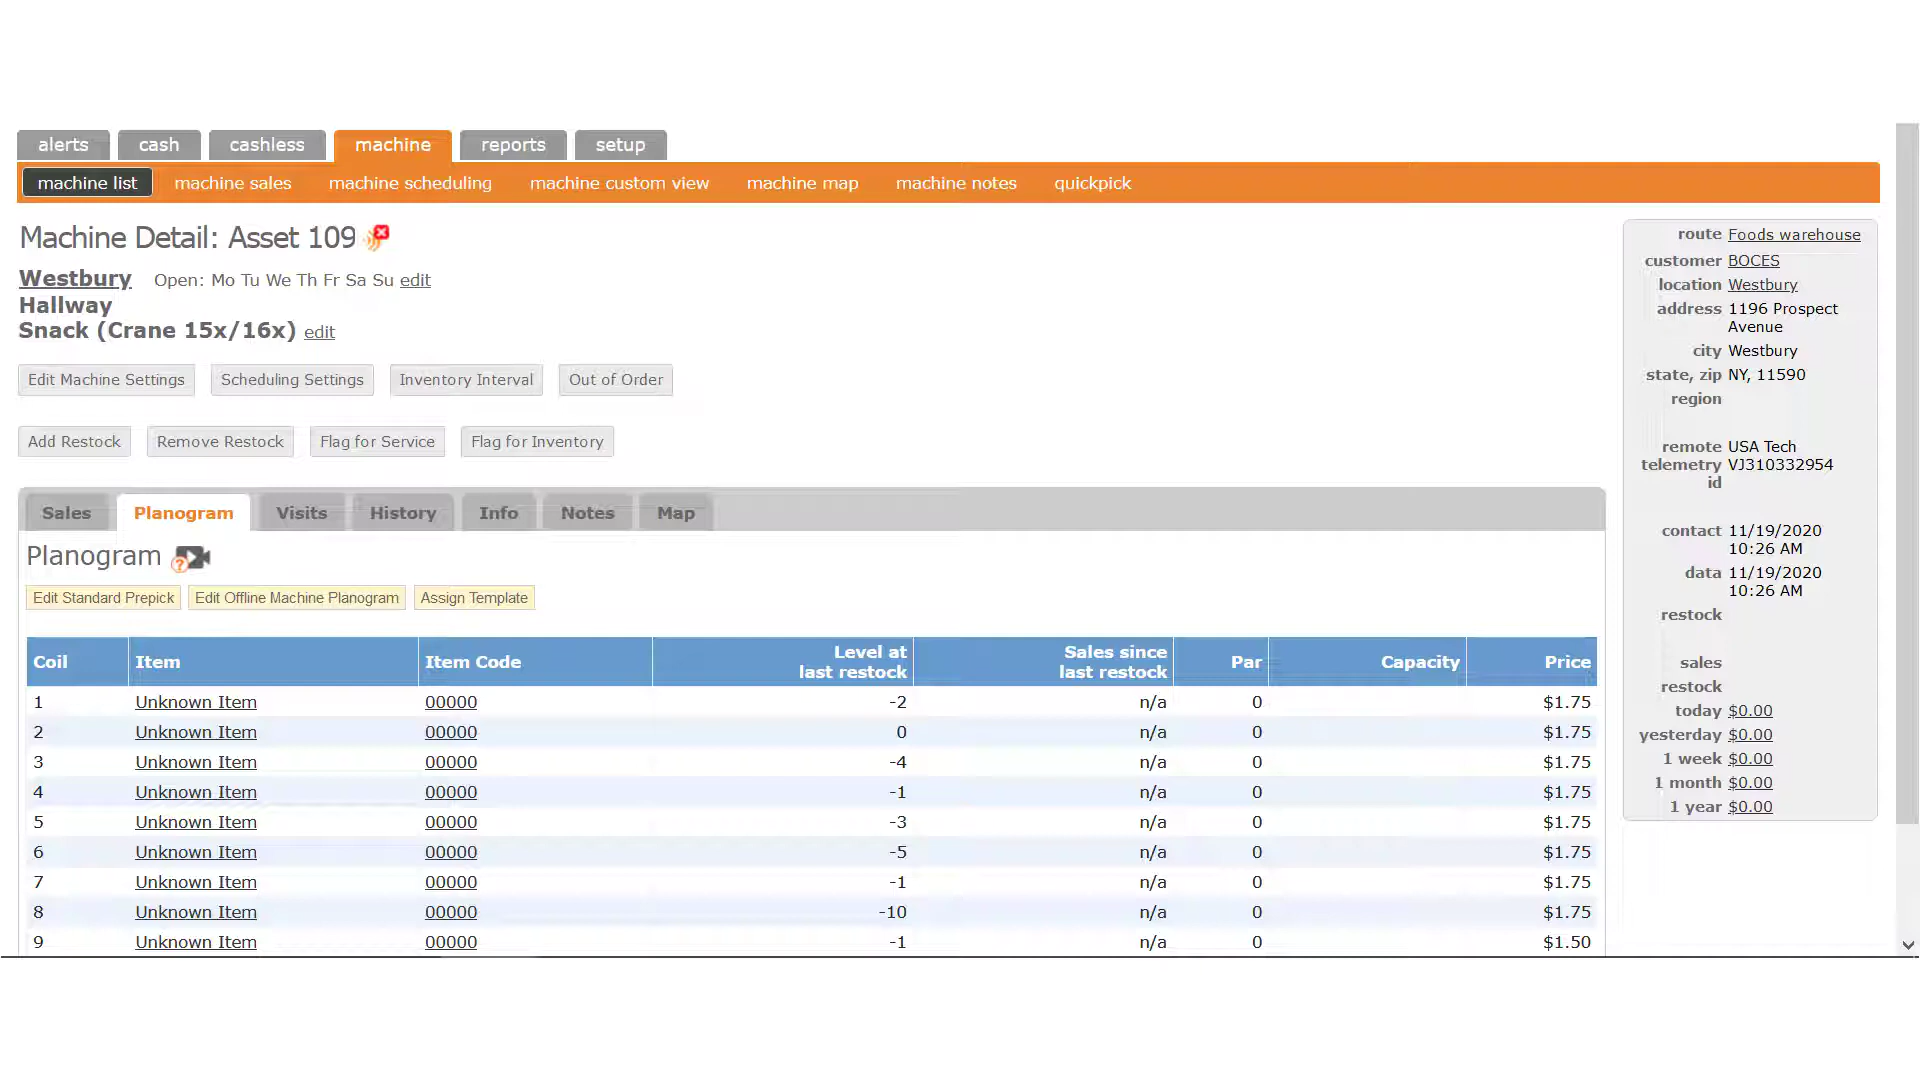 alerts cash cashless machine reports setup
machine list machine sales machine scheduling machine custom view machine map machine notes quickpick
Machine Detail: Asset 109
Westbury Open: Mo Tu We Th Fr Sa Su edit
Hallway
Snack (Crane 15x/16x) edit
Edit Machine Settings Scheduling Settings Inventory Interval Out of Order
Add Restock Remove Restock Flag for Service Flag for Inventory
Sales Planogram Visits History Info Notes Map
Planogram ?
Edit Standard Prepick Edit Offline Machine Planogram Assign Template
Coil Item Item Code Level at last restock Sales since last restock Par Capacity Price
1 Unknown Item 00000 -2 n/a 0 $1.75
2 Unknown Item 00000 0 n/a 0 $1.75
3 Unknown Item 00000 -4 n/a 0 $1.75
4 Unknown Item 00000 -1 n/a 0 $1.75
5 Unknown Item 00000 -3 n/a 0 $1.75
6 Unknown Item 00000 -5 n/a 0 $1.75
7 Unknown Item 00000 -1 n/a 0 $1.75
8 Unknown Item 00000 -10 n/a 0 $1.75
9 Unknown Item 00000 -1 n/a 0 $1.50
route Foods warehouse
customer BOCES
location Westbury
address 1196 Prospect
Avenue
city Westbury
state, zip NY, 11590
region
remote USA Tech
telemetry VJ310332954
id
contact 11/19/2020
10:26 AM
data 11/19/2020
10:26 AM
restock
sales
restock
today $0.00
yesterday $0.00
1 week $0.00
1 month $0.00
1 year $0.00